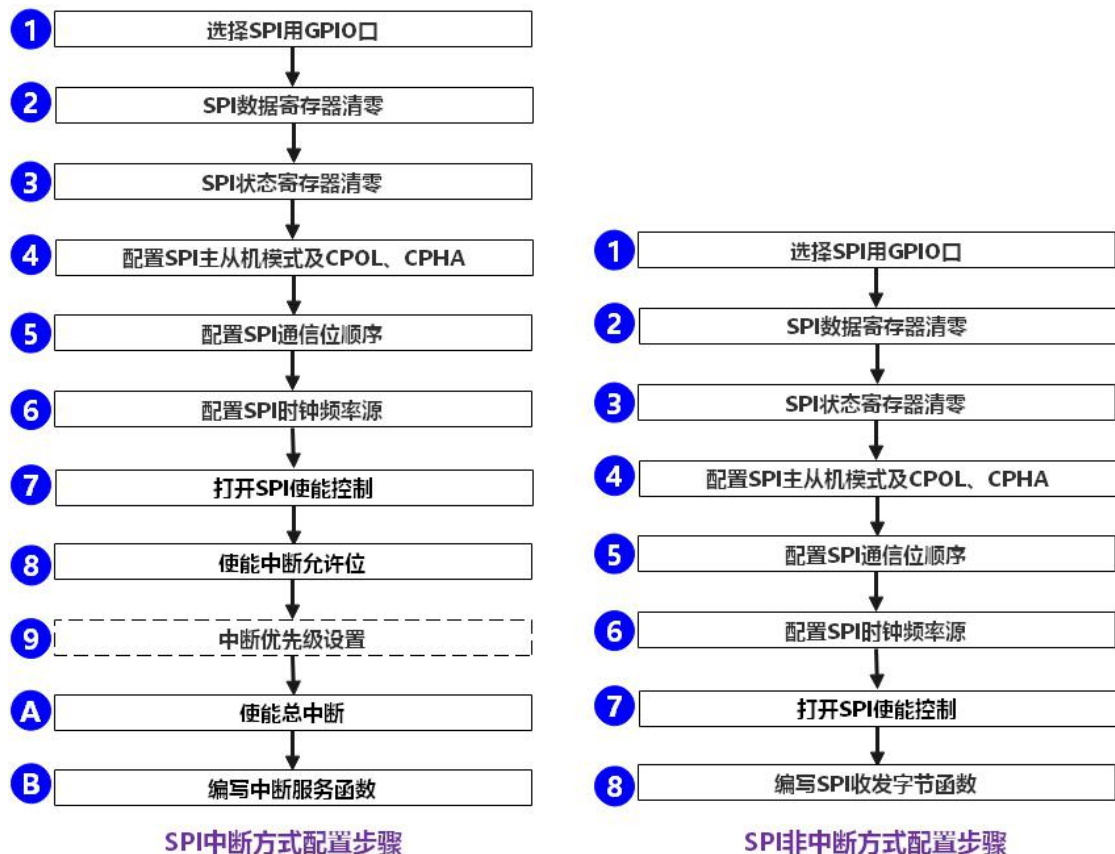 1 选择SPI用GPIO口
2 SPI数据寄存器清零
3 SPI状态寄存器清零
4 配置SPI主从机模式及CPOL、CPHA
5 配置SPI通信位顺序
6 配置SPI时钟频率源
7 打开SPI使能控制
8 使能中断允许位
9 中断优先级设置
A 使能总中断
B 编写中断服务函数
SPI中断方式配置步骤
1 选择SPI用GPIO口
2 SPI数据寄存器清零
3 SPI状态寄存器清零
4 配置SPI主从机模式及CPOL、CPHA
5 配置SPI通信位顺序
6 配置SPI时钟频率源
7 打开SPI使能控制
8 编写SPI收发字节函数
SPI非中断方式配置步骤